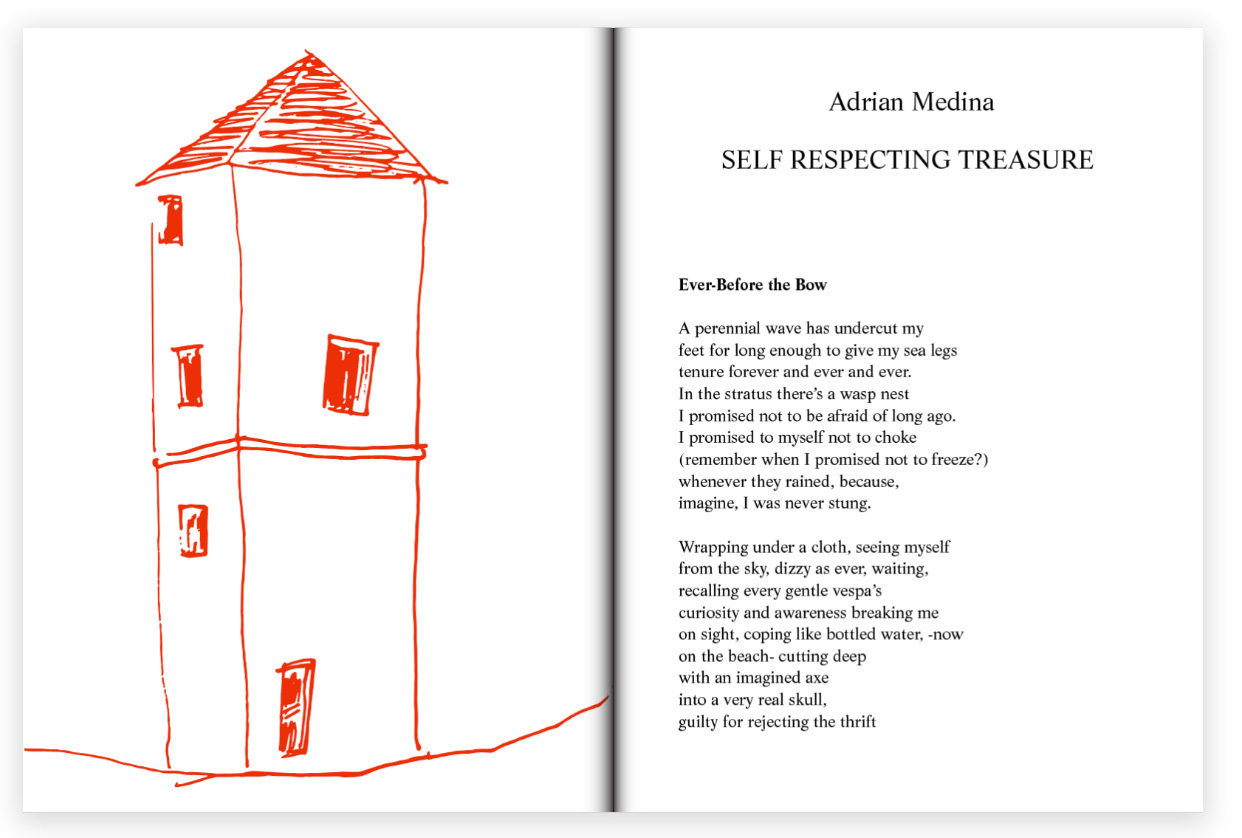 Adrian Medina
SELF RESPECTING TREASURE
Ever-Before the Bow
A perennial wave has undercut my
feet for long enough to give my sea legs
tenure forever and ever and ever.
In the stratus there’s a wasp nest
I promised not to be afraid of long ago.
I promised to myself not to choke
(remember when I promised not to freeze?)
whenever they rained, because,
imagine, I was never stung.
Wrapping under a cloth, seeing myself
from the sky, dizzy as ever, waiting,
recalling every gentle vespa’s
curiosity and awareness breaking me
on sight, coping like bottled water, -now
on the beach- cutting deep
with an imagined axe
into a very real skull,
guilty for rejecting the thrift